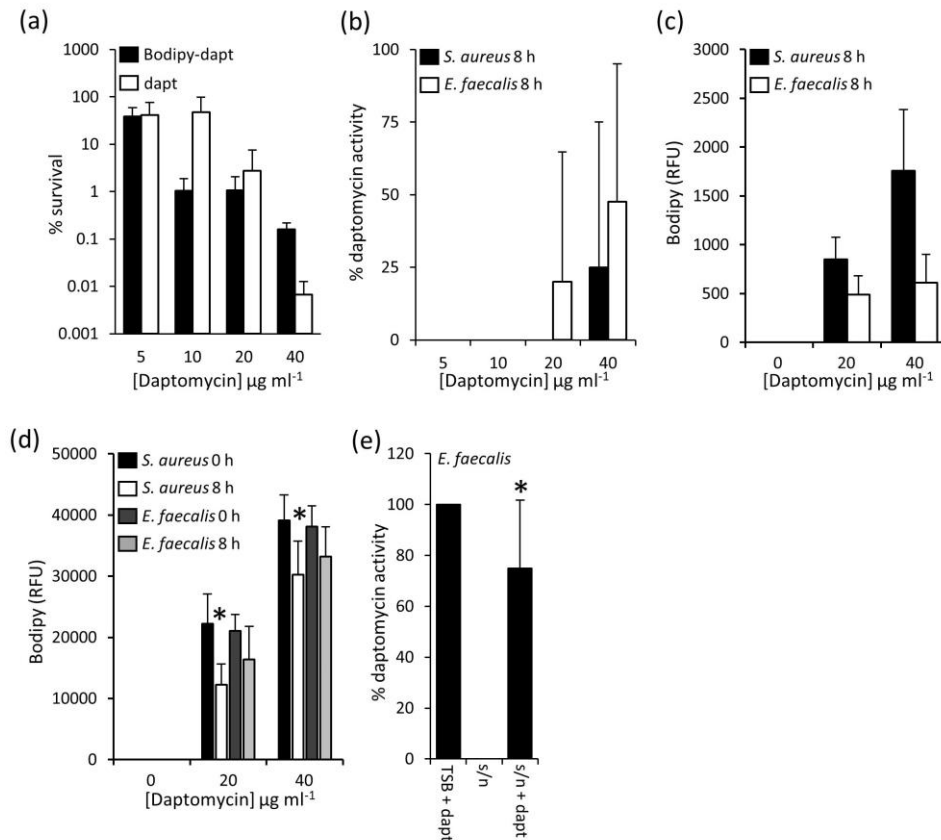 (a)
1000
100
10
1
0.1
0.01
0.001
% survival
Bodipy-dapt
dapt
5 10 20 40
[Daptomycin] µg ml-1
(b)
100
75
50
25
0
% daptomycin activity
S. aureus 8 h
E. faecalis 8 h
5 10 20 40
[Daptomycin] µg ml-1
(c)
3000
2500
2000
1500
1000
500
0
Bodipy (RFU)
S. aureus 8 h
E. faecalis 8 h
0 20 40
[Daptomycin] µg ml-1
(d)
50000
40000
30000
20000
10000
0
Bodipy (RFU)
S. aureus 0 h
S. aureus 8 h
E. faecalis 0 h
E. faecalis 8 h
* *
0 20 40
[Daptomycin] µg ml-1
(e)
120
100
80
60
40
20
0
% daptomycin activity
E. faecalis
*
TSB + dapt
s/n
s/n + dapt